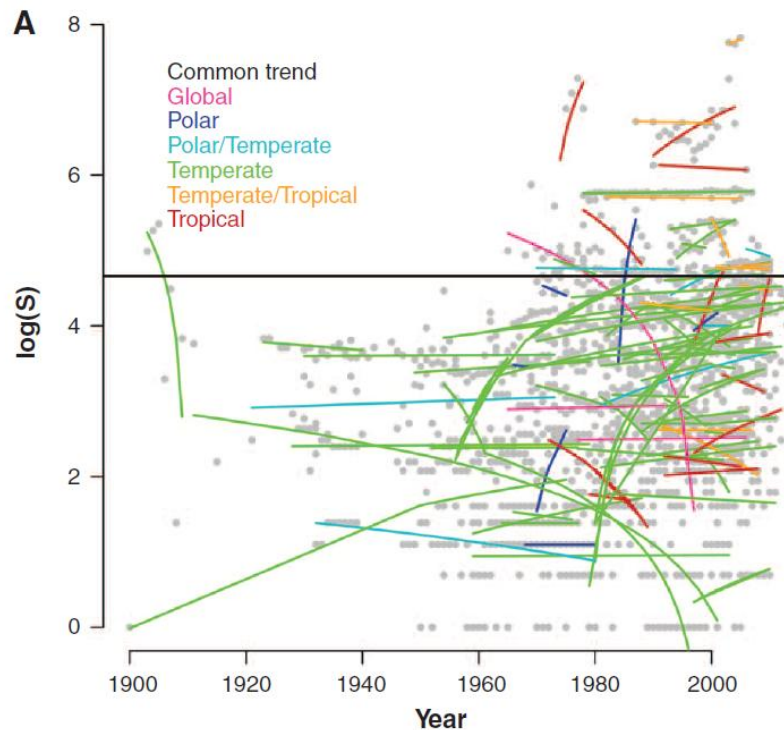 A
8
Common trend
Global
Polar
Polar/Temperate
Temperate
Temperate/Tropical
Tropical
6
log(S)
4
2
0
1900 1920 1940 1960 1980 2000
Year